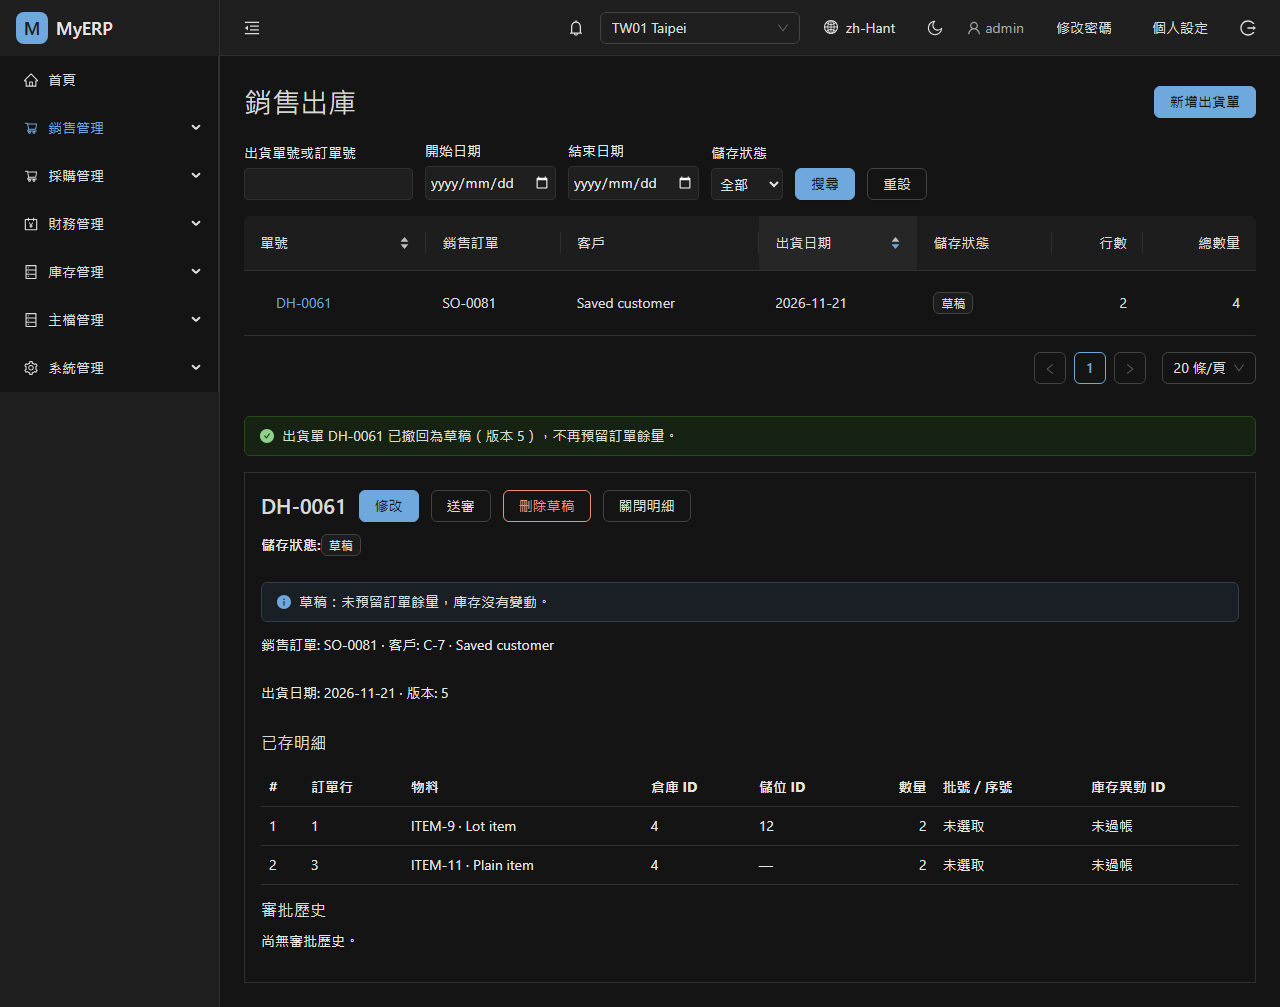 M MyERP
TW01 Taipei
zh-Hant
admin
修改密碼
個人設定
首頁
銷售管理
採購管理
財務管理
庫存管理
主檔管理
系統管理
銷售出庫
新增出貨單
出貨單號或訂單號
開始日期
結束日期
儲存狀態
yyyy/mm/dd
yyyy/mm/dd
全部
搜尋
重設
單號 銷售訂單 客戶 出貨日期 儲存狀態 行數 總數量
DH-0061 SO-0081 Saved customer 2026-11-21 草稿 2 4
< 1 > 20 條/頁
出貨單 DH-0061 已撤回為草稿（版本 5），不再預留訂單餘量。
DH-0061 修改 送審 刪除草稿 關閉明細
儲存狀態:草稿
草稿：未預留訂單餘量，庫存沒有變動。
銷售訂單: SO-0081 · 客戶: C-7 · Saved customer
出貨日期: 2026-11-21 · 版本: 5
已存明細
# 訂單行 物料 倉庫 ID 儲位 ID 數量 批號 / 序號 庫存異動 ID
1 1 ITEM-9 · Lot item 4 12 2 未選取 未過帳
2 3 ITEM-11 · Plain item 4 — 2 未選取 未過帳
審批歷史
尚無審批歷史。